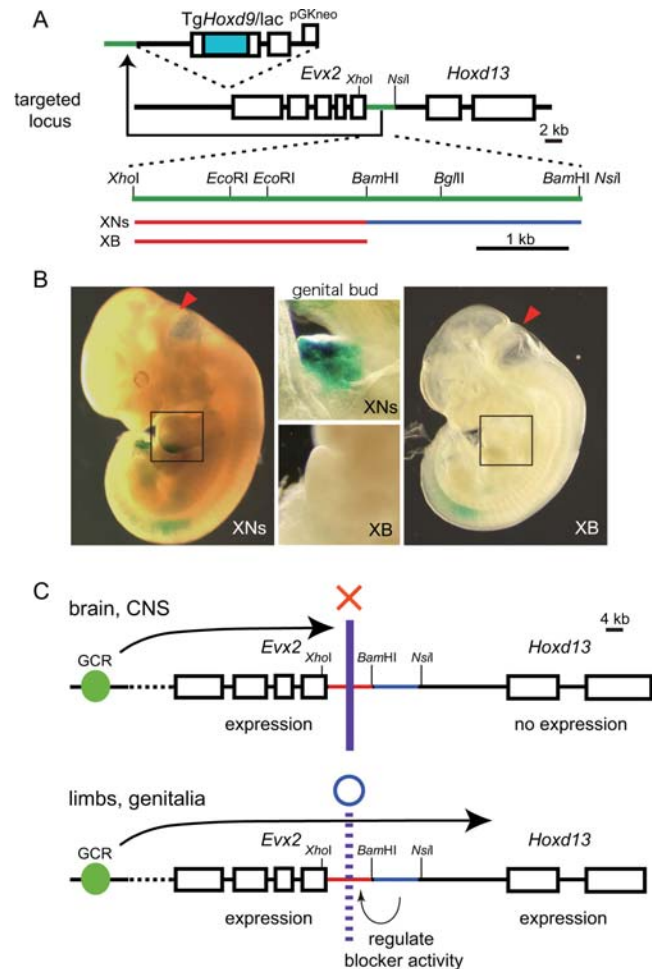 A
TgHoxd9/lac
pGKneo
targeted
locus
Evx2
XhoI
NsiI
Hoxd13
2 kb
XhoI
EcoRI
EcoRI
BamHI
BglII
BamHI
NsiI
XNs
XB
1 kb
B
genital bud
XNs
XNs
XB
XB
C
brain, CNS
4 kb
GCR
Evx2
XhoI
BamHI
NsiI
Hoxd13
expression
no expression
limbs, genitalia
GCR
Evx2
XhoI
BamHI
NsiI
Hoxd13
expression
regulate
blocker activity
expression